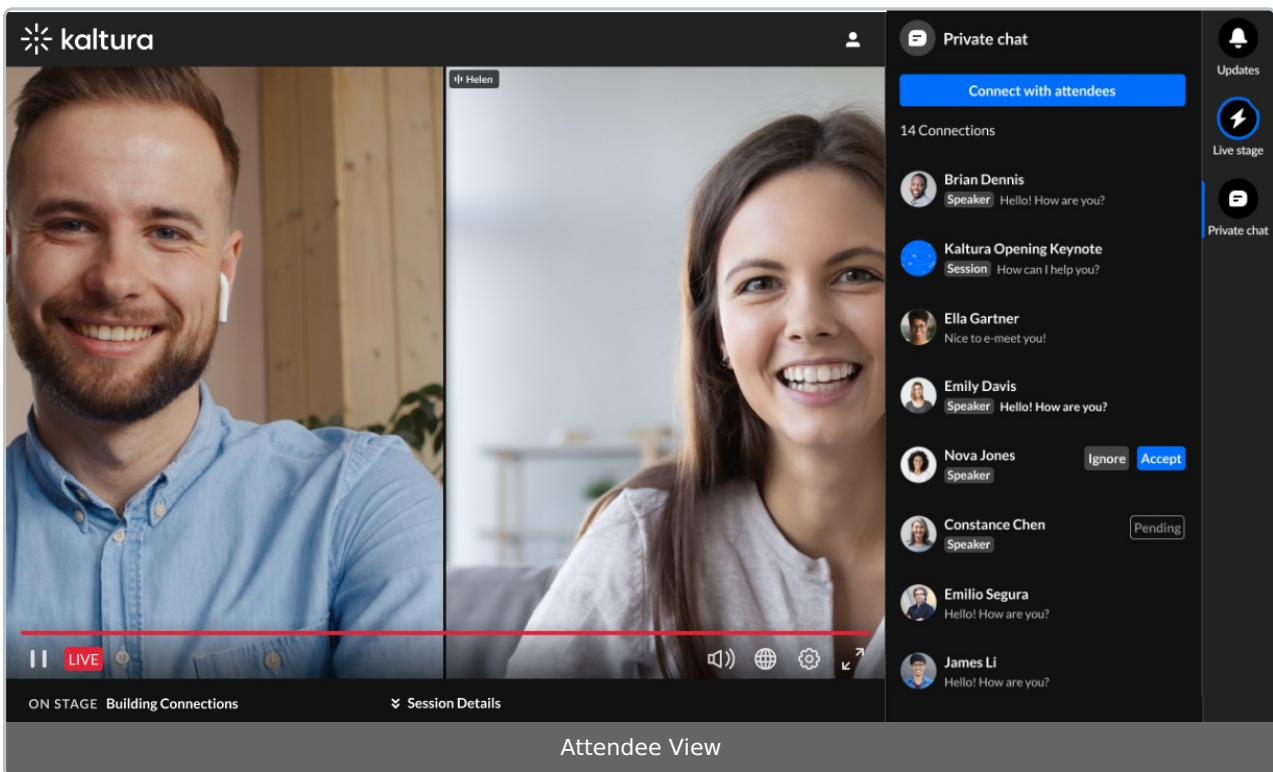 kaltura
Helen
LIVE
ON STAGE Building Connections
Session Details
Private chat
Connect with attendees
14 Connections
Brian Dennis
Speaker Hello! How are you?
Kaltura Opening Keynote
Session How can I help you?
Ella Gartner
Nice to e-meet you!
Emily Davis
Speaker Hello! How are you?
Nova Jones
Speaker
Ignore Accept
Constance Chen
Speaker
Pending
Emilio Segura
Hello! How are you?
James Li
Hello! How are you?
Updates
Live stage
Private chat
Attendee View